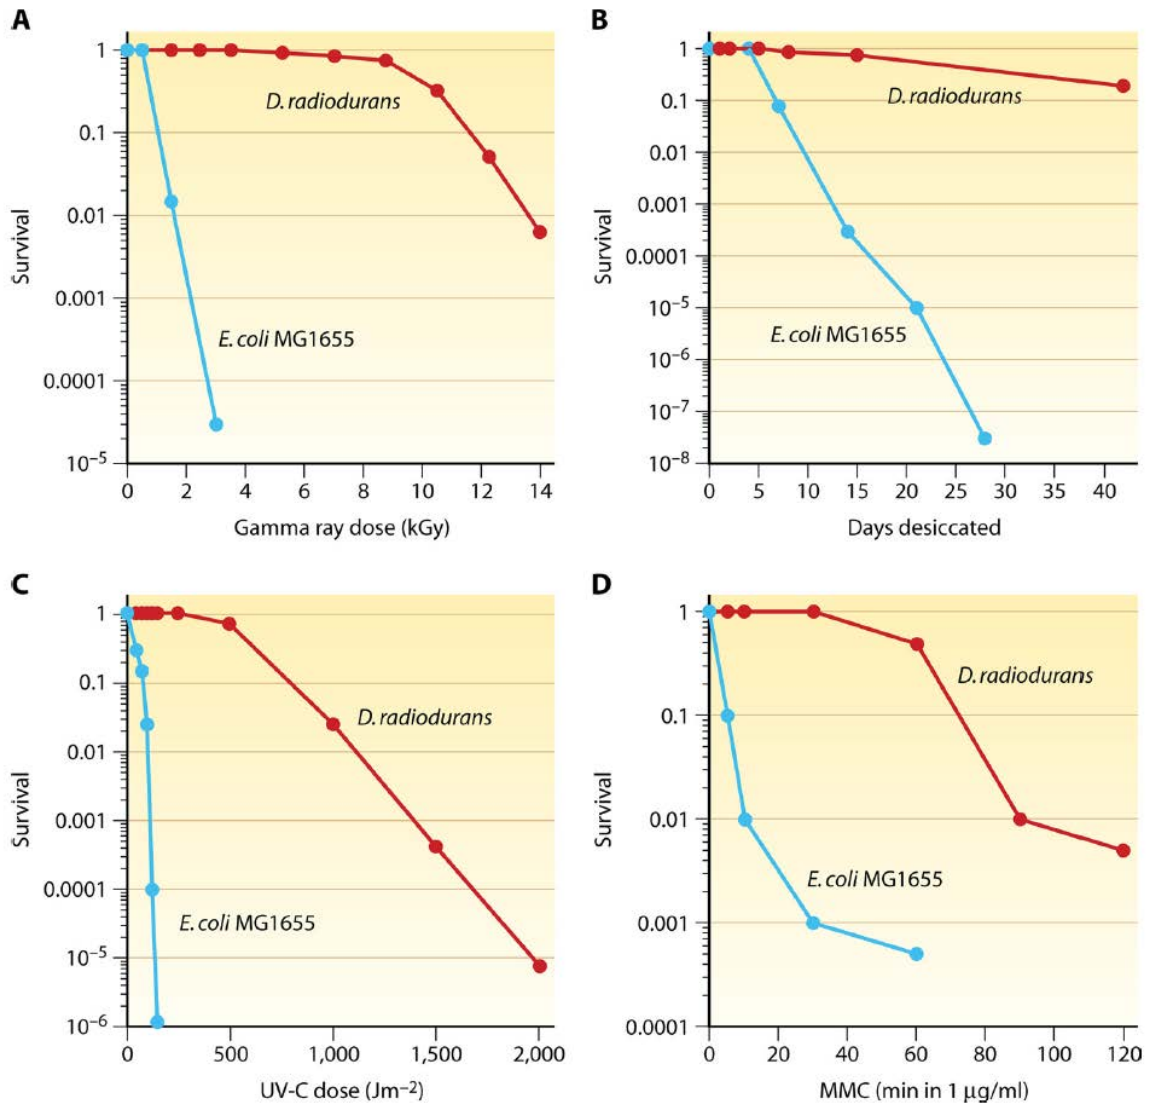 A
1
0.1
0.01
0.001
0.0001
10⁻⁵
Survival
D. radiodurans
E. coli MG1655
0 2 4 6 8 10 12 14
Gamma ray dose (kGy)
B
1
0.1
0.01
0.001
0.0001
10⁻⁵
10⁻⁶
10⁻⁷
10⁻⁸
Survival
D. radiodurans
E. coli MG1655
0 5 10 15 20 25 30 35 40
Days desiccated
C
1
0.1
0.01
0.001
0.0001
10⁻⁵
10⁻⁶
Survival
D. radiodurans
E. coli MG1655
0 500 1,000 1,500 2,000
UV-C dose (Jm⁻²)
D
1
0.1
0.01
0.001
0.0001
Survival
D. radiodurans
E. coli MG1655
0 20 40 60 80 100 120
MMC (min in 1 μg/ml)